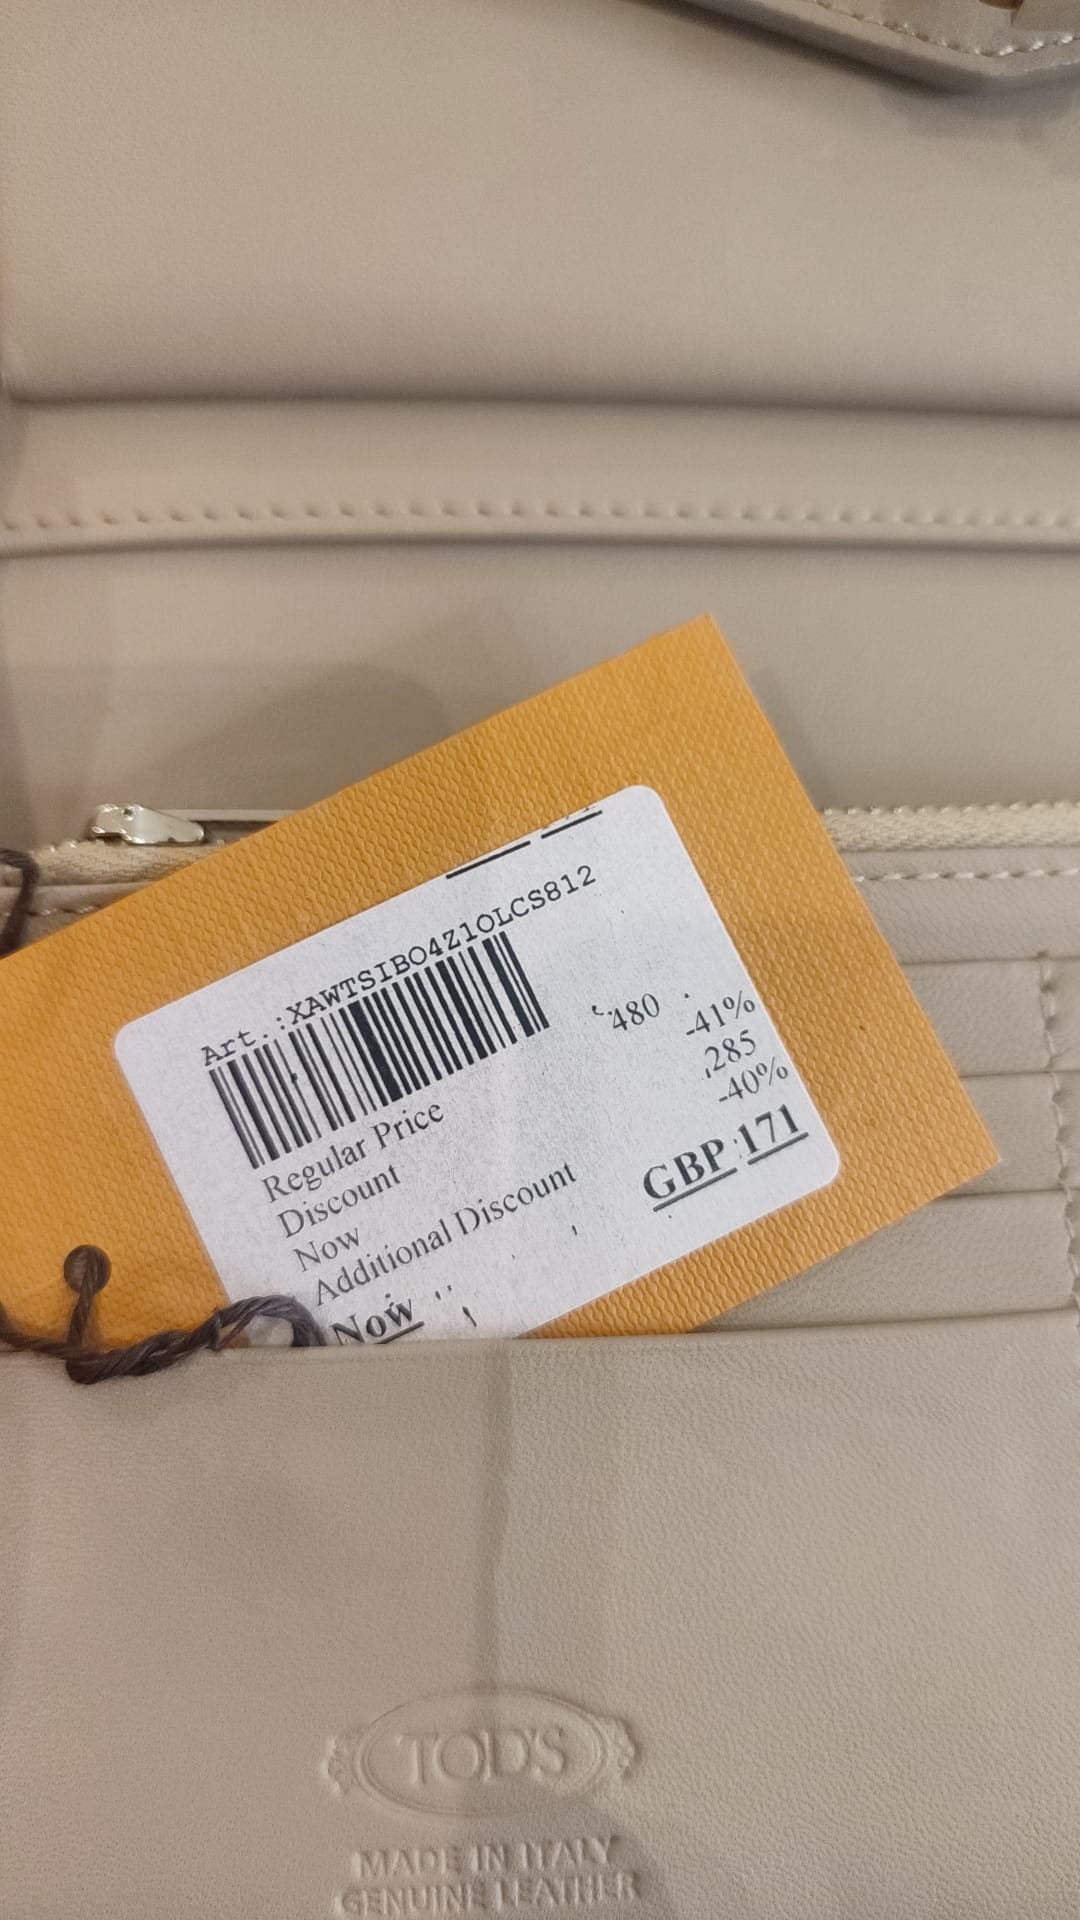 Art.:XAWTSIBO4Z1OLCS812
Regular Price 480
Discount -41%
Now 285
Additional Discount -40%
Now GBP 171
TOD'S
MADE IN ITALY
GENUINE LEATHER